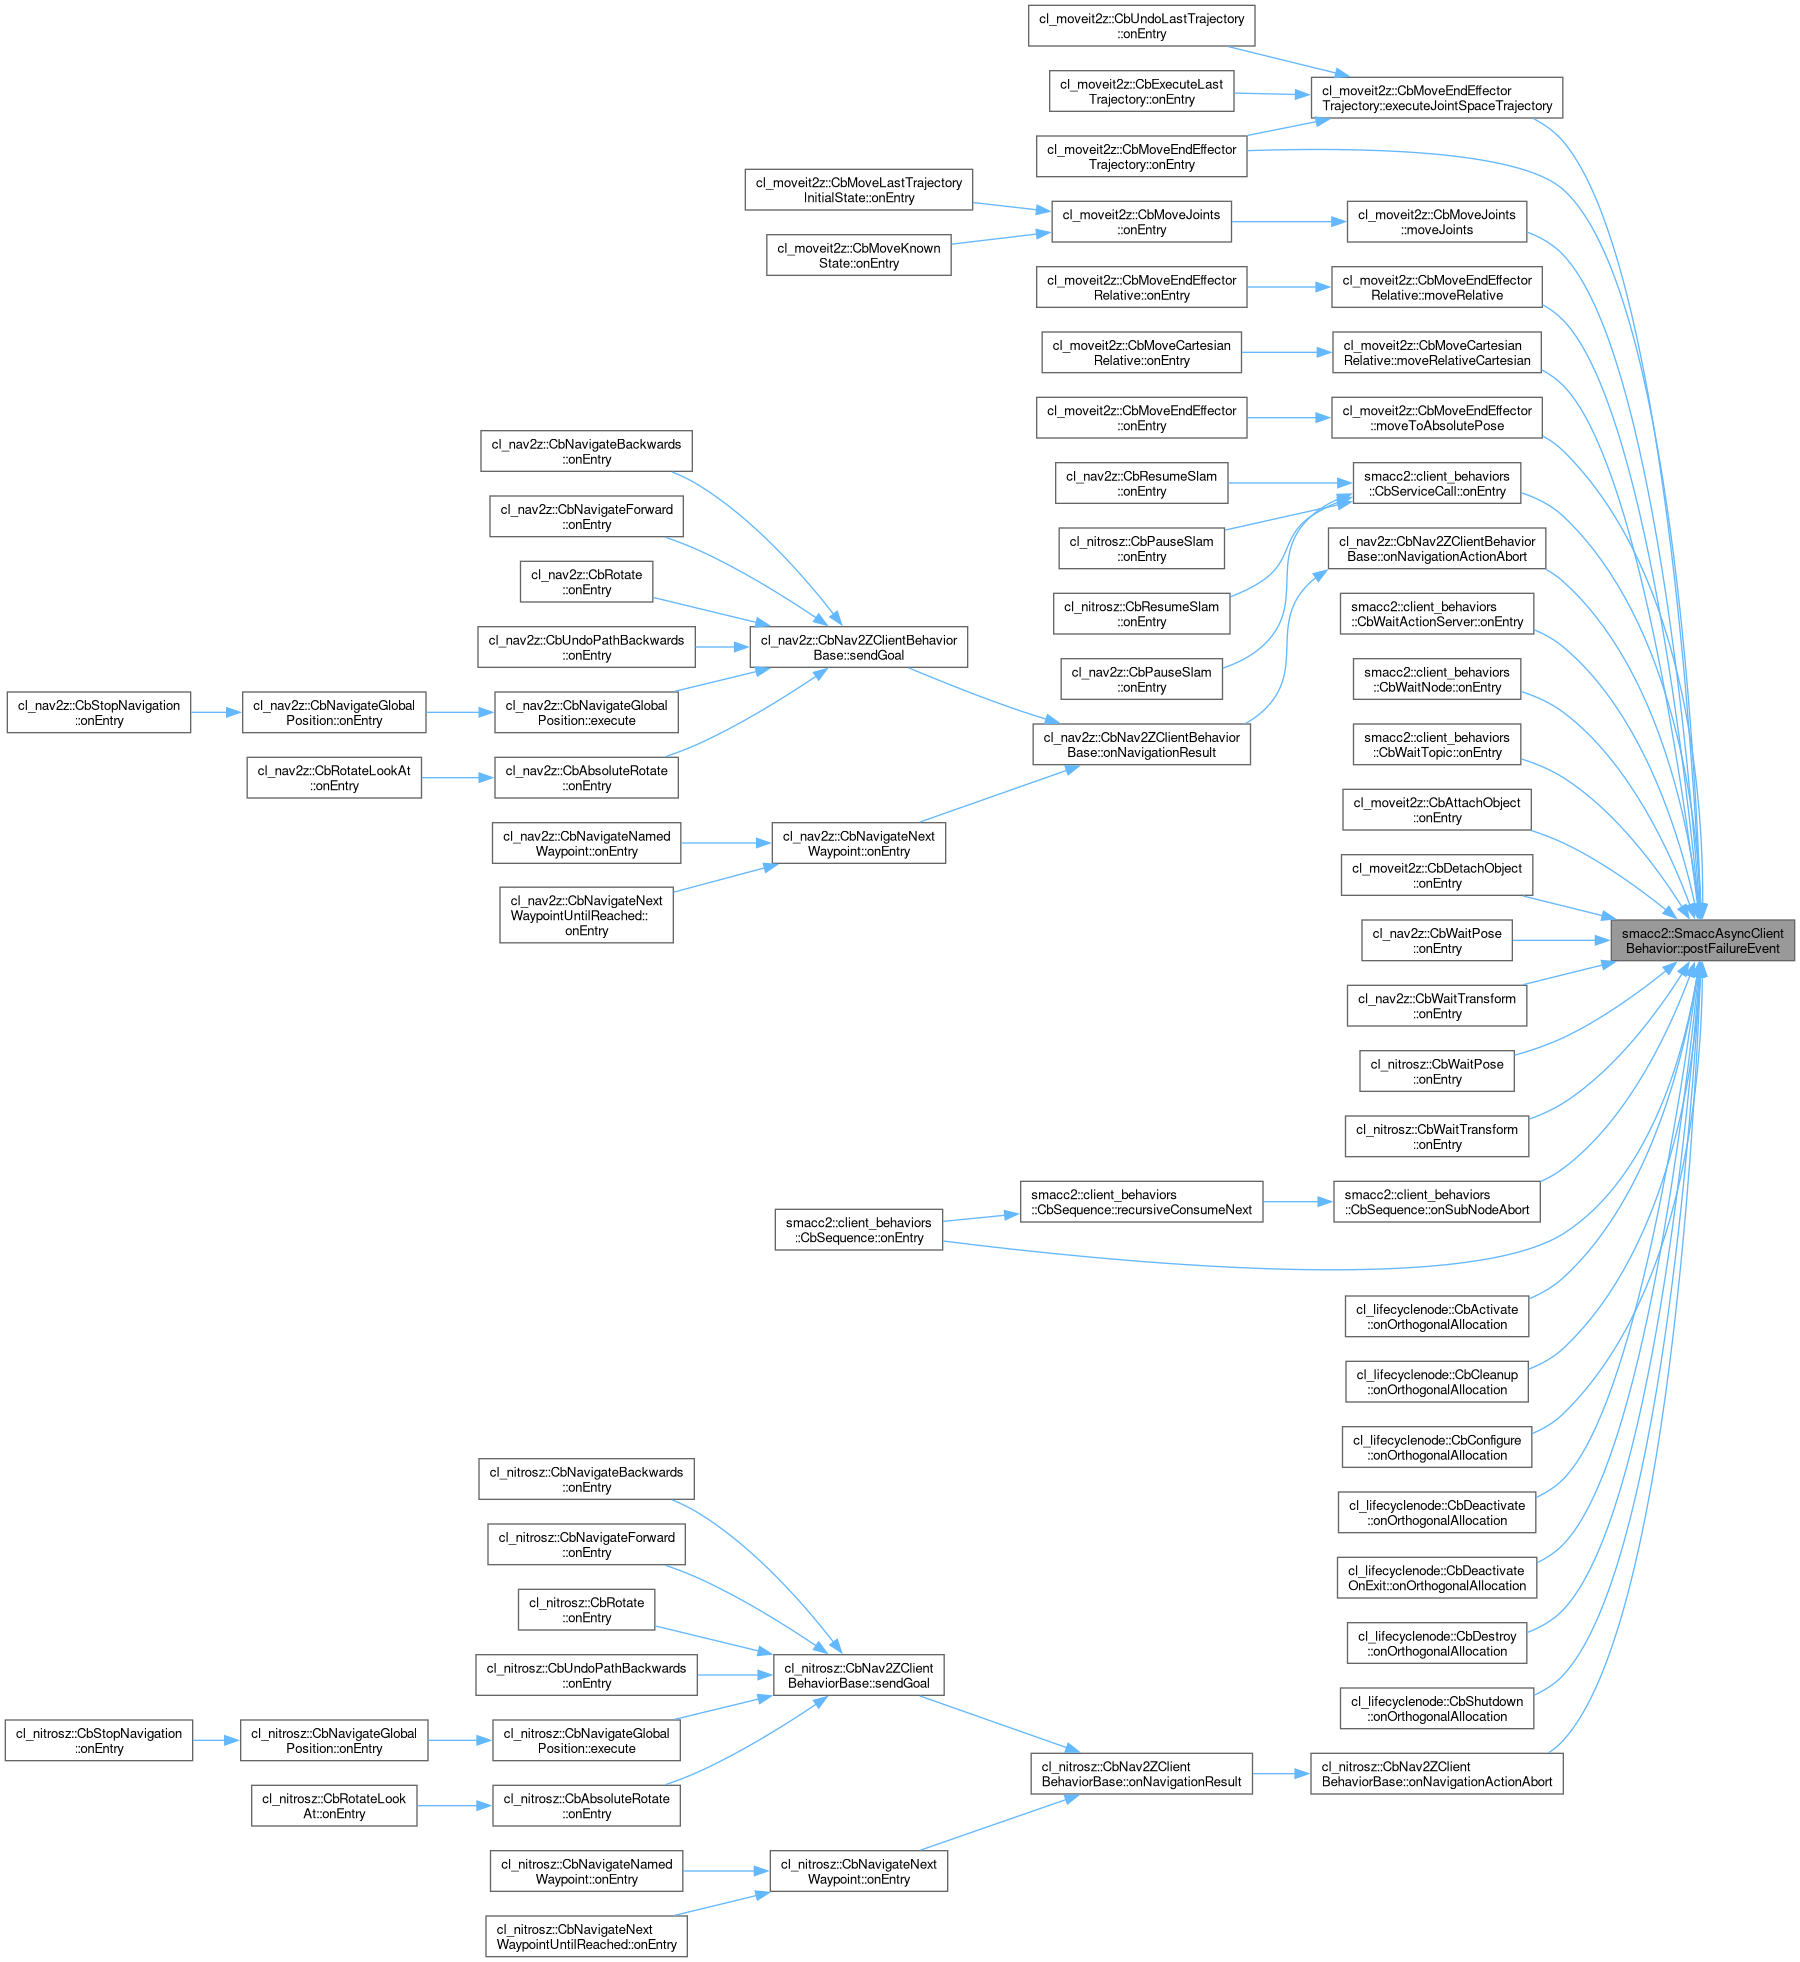 cl_moveit2z::CbUndoLastTrajectory
::onEntry
cl_moveit2z::CbExecuteLast
Trajectory::onEntry
cl_moveit2z::CbMoveEndEffector
Trajectory::executeJointSpaceTrajectory
cl_moveit2z::CbMoveEndEffector
Trajectory::onEntry
cl_moveit2z::CbMoveLastTrajectory
InitialState::onEntry
cl_moveit2z::CbMoveKnown
State::onEntry
cl_moveit2z::CbMoveJoints
::onEntry
cl_moveit2z::CbMoveJoints
::moveJoints
cl_moveit2z::CbMoveEndEffector
Relative::onEntry
cl_moveit2z::CbMoveEndEffector
Relative::moveRelative
cl_moveit2z::CbMoveCartesian
Relative::onEntry
cl_moveit2z::CbMoveCartesian
Relative::moveRelativeCartesian
cl_moveit2z::CbMoveEndEffector
::onEntry
cl_moveit2z::CbMoveEndEffector
::moveToAbsolutePose
cl_nav2z::CbResumeSlam
::onEntry
smacc2::client_behaviors
::CbServiceCall::onEntry
cl_nitrosz::CbPauseSlam
::onEntry
cl_nav2z::CbNav2ZClientBehavior
Base::onNavigationActionAbort
cl_nitrosz::CbResumeSlam
::onEntry
smacc2::client_behaviors
::CbWaitActionServer::onEntry
cl_nav2z::CbPauseSlam
::onEntry
smacc2::client_behaviors
::CbWaitNode::onEntry
smacc2::client_behaviors
::CbWaitTopic::onEntry
cl_nav2z::CbNavigateBackwards
::onEntry
cl_nav2z::CbNavigateForward
::onEntry
cl_nav2z::CbRotate
::onEntry
cl_nav2z::CbUndoPathBackwards
::onEntry
cl_nav2z::CbNav2ZClientBehavior
Base::sendGoal
cl_nav2z::CbStopNavigation
::onEntry
cl_nav2z::CbNavigateGlobal
Position::onEntry
cl_nav2z::CbNavigateGlobal
Position::execute
cl_nav2z::CbNav2ZClientBehavior
Base::onNavigationResult
cl_nav2z::CbRotateLookAt
::onEntry
cl_nav2z::CbAbsoluteRotate
::onEntry
cl_nav2z::CbNavigateNamed
Waypoint::onEntry
cl_nav2z::CbNavigateNext
Waypoint::onEntry
cl_nav2z::CbNavigateNext
WaypointUntilReached::
onEntry
cl_moveit2z::CbAttachObject
::onEntry
cl_moveit2z::CbDetachObject
::onEntry
smacc2::SmaccAsyncClient
Behavior::postFailureEvent
cl_nav2z::CbWaitPose
::onEntry
cl_nav2z::CbWaitTransform
::onEntry
cl_nitrosz::CbWaitPose
::onEntry
cl_nitrosz::CbWaitTransform
::onEntry
smacc2::client_behaviors
::CbSequence::onEntry
smacc2::client_behaviors
::CbSequence::recursiveConsumeNext
smacc2::client_behaviors
::CbSequence::onSubNodeAbort
cl_lifecyclenode::CbActivate
::onOrthogonalAllocation
cl_lifecyclenode::CbCleanup
::onOrthogonalAllocation
cl_lifecyclenode::CbConfigure
::onOrthogonalAllocation
cl_lifecyclenode::CbDeactivate
::onOrthogonalAllocation
cl_lifecyclenode::CbDeactivate
OnExit::onOrthogonalAllocation
cl_lifecyclenode::CbDestroy
::onOrthogonalAllocation
cl_lifecyclenode::CbShutdown
::onOrthogonalAllocation
cl_nitrosz::CbNavigateBackwards
::onEntry
cl_nitrosz::CbNavigateForward
::onEntry
cl_nitrosz::CbRotate
::onEntry
cl_nitrosz::CbUndoPathBackwards
::onEntry
cl_nitrosz::CbNav2ZClient
BehaviorBase::sendGoal
cl_nitrosz::CbStopNavigation
::onEntry
cl_nitrosz::CbNavigateGlobal
Position::onEntry
cl_nitrosz::CbNavigateGlobal
Position::execute
cl_nitrosz::CbNav2ZClient
BehaviorBase::onNavigationResult
cl_nitrosz::CbNav2ZClient
BehaviorBase::onNavigationActionAbort
cl_nitrosz::CbRotateLook
At::onEntry
cl_nitrosz::CbAbsoluteRotate
::onEntry
cl_nitrosz::CbNavigateNamed
Waypoint::onEntry
cl_nitrosz::CbNavigateNext
Waypoint::onEntry
cl_nitrosz::CbNavigateNext
WaypointUntilReached::onEntry